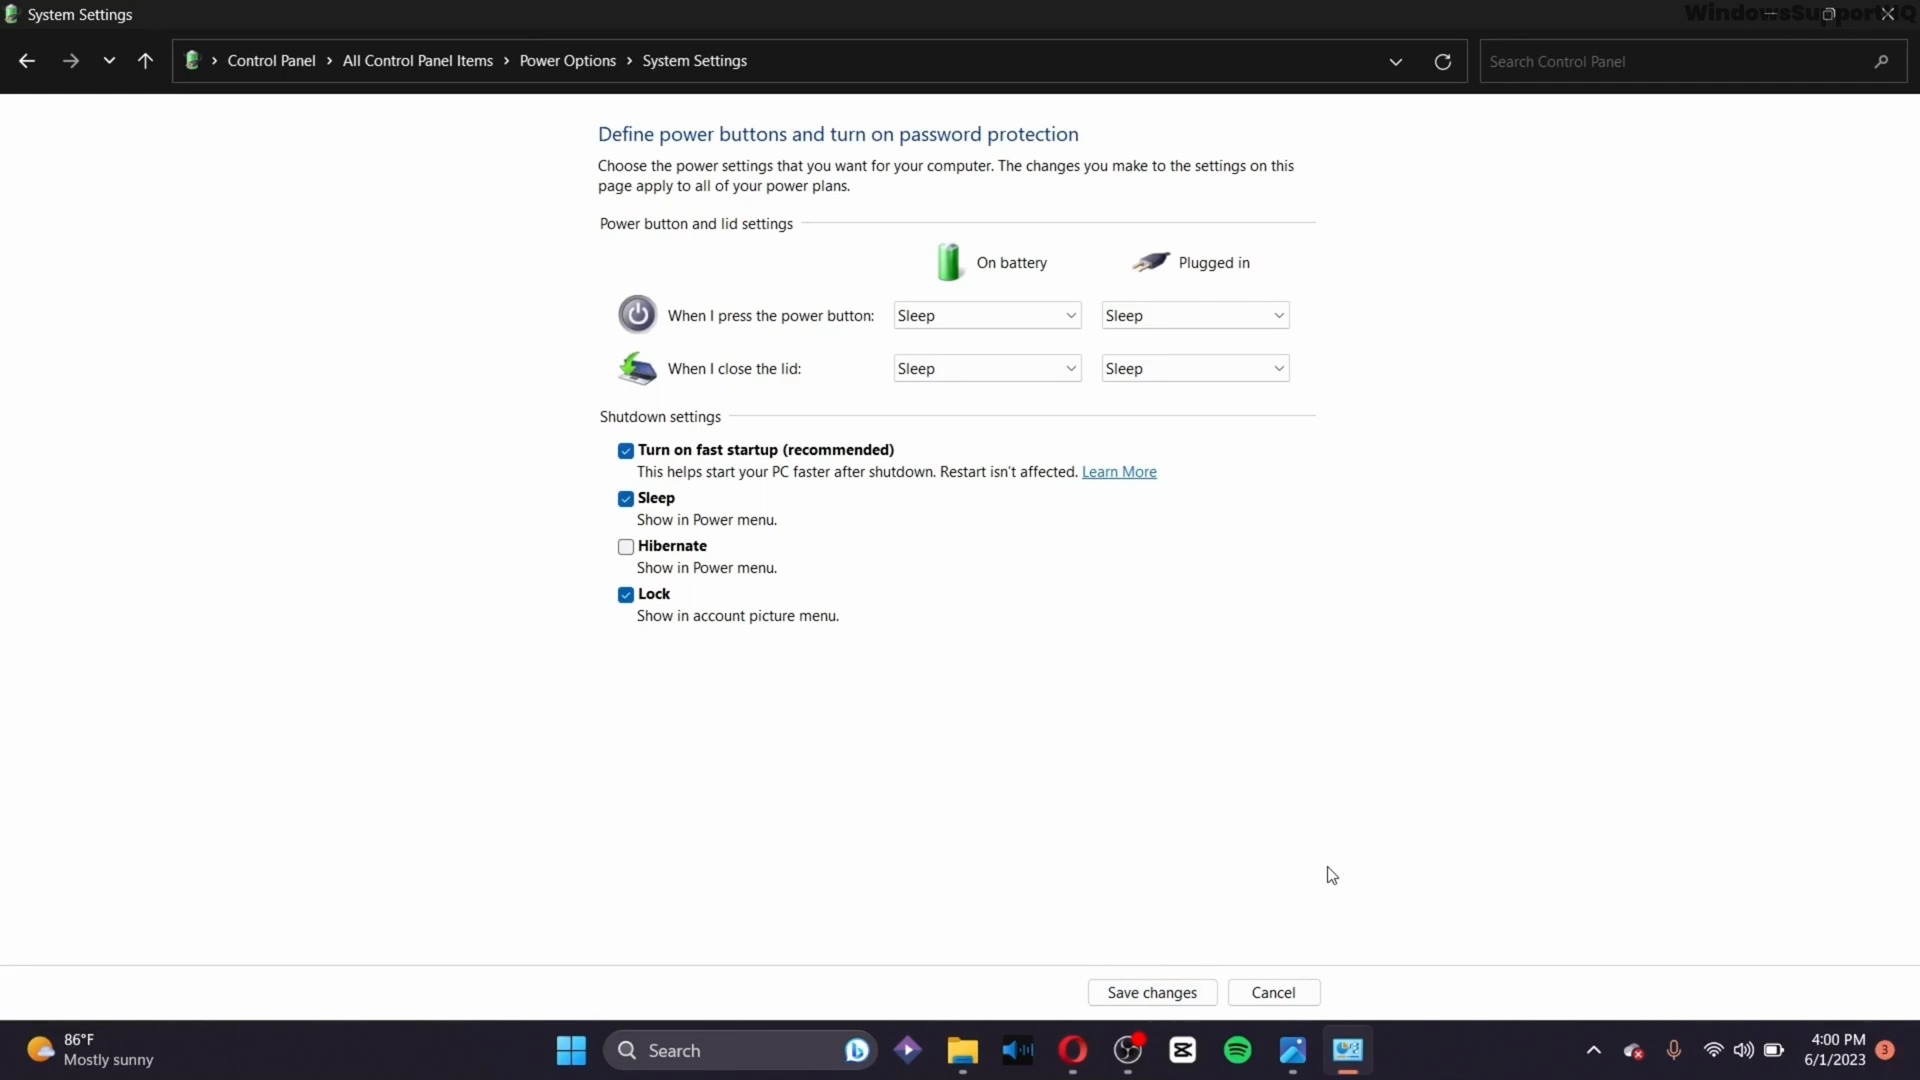 System Settings
WindowsSupportHQ
Control Panel
All Control Panel Items
Power Options
System Settings
Search Control Panel
Define power buttons and turn on password protection
Choose the power settings that you want for your computer. The changes you make to the settings on this
page apply to all of your power plans.
Power button and lid settings
On battery
Plugged in
When I press the power button:
Sleep
Sleep
When I close the lid:
Sleep
Sleep
Shutdown settings
Turn on fast startup (recommended)
This helps start your PC faster after shutdown. Restart isn't affected. Learn More
Sleep
Show in Power menu.
Hibernate
Show in Power menu.
Lock
Show in account picture menu.
Save changes
Cancel
86°F
Mostly sunny
Search
4:00 PM
6/1/2023
3